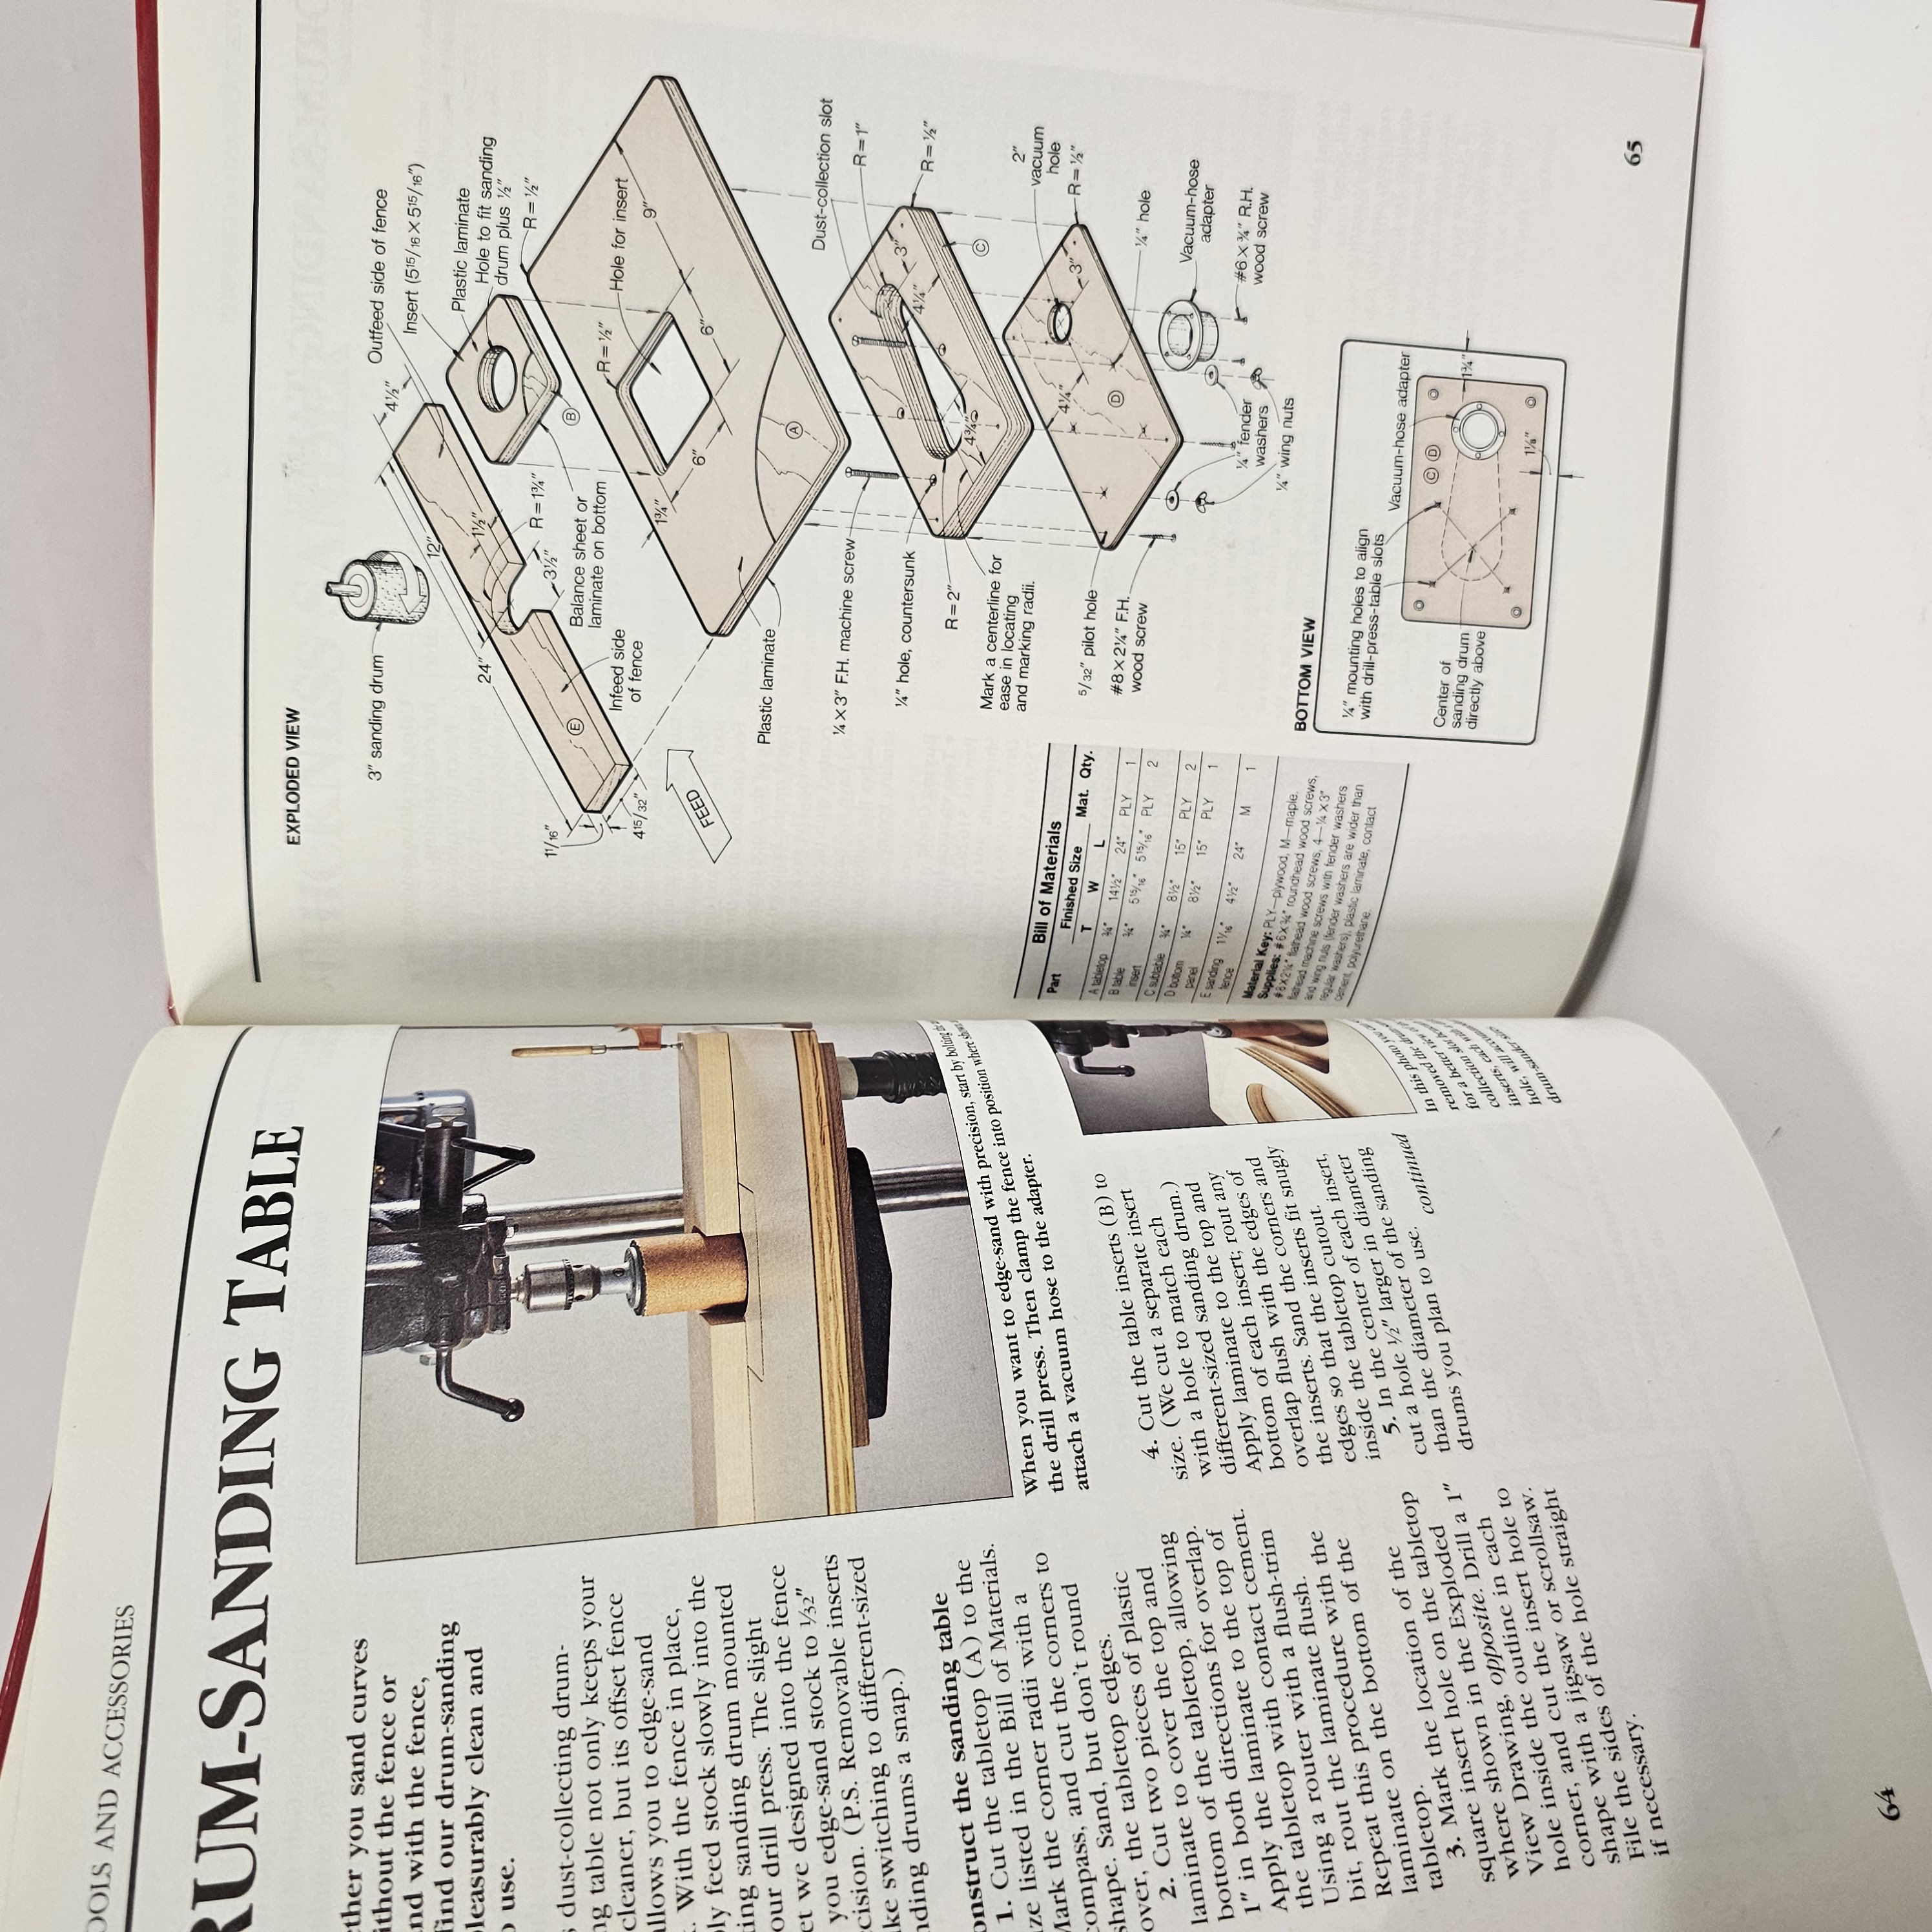 TOOLS AND ACCESSORIES
DRUM-SANDING TABLE
you sand curves
the fence or
with the fence,
find our drum-sanding
pleasurably clean and
use.
dust-collecting drum-
table not only keeps your
cleaner, but its offset fence
allows you to edge-sand
With the fence in place,
feed stock slowly into the
sanding drum mounted
your drill press. The slight
we designed into the fence
you edge-sand stock to 1/32"
(P.S. Removable inserts
switching to different-sized
drums a snap.)
Construct the sanding table
1. Cut the tabletop (A) to the
size listed in the Bill of Materials.
Mark the corner radii with a
compass, and cut the corners to
shape. Sand, but don't round
over, the tabletop edges.
2. Cut two pieces of plastic
laminate to cover the top and
bottom of the tabletop, allowing
1" in both directions for overlap.
Apply the laminate to the top of
the tabletop with contact cement.
Using a router with a flush-trim
bit, rout the laminate flush.
Repeat this procedure with the
laminate on the bottom of the
tabletop.
3. Mark the location of the
square insert hole on the tabletop
where shown in the Exploded
View Drawing, opposite. Drill a 1"
hole inside the outline in each
corner, and cut the insert hole to
shape with a jigsaw or scrollsaw.
File the sides of the hole straight
if necessary.
When you want to edge-sand with precision, start by bolting the
the drill press. Then clamp the fence into position where shown,
attach a vacuum hose to the adapter.
4. Cut the table inserts (B) to
size. (We cut a separate insert
with a hole to match each
different-sized sanding drum.)
Apply laminate to the top and
bottom of each insert; rout any
overlap flush with the edges of
the inserts. Sand the corners and
edges so that the inserts fit snugly
inside the tabletop cutout.
5. In the center of each insert,
cut a hole ½" larger in diameter
than the diameter of the sanding
drums you plan to use.
continued
In this photo you
removed the
for a better view
collection slot
inserts, each with
hole, will
drum-sander
64
EXPLODED VIEW
3" sanding drum
Outfeed side of fence
4½"
Insert (5 15/16 × 5 15/16")
12"
Plastic laminate
Hole to fit sanding
drum plus ½"
24"
1½"
R=½"
R=1¾"
3½"
1 1/16"
B
E
Balance sheet or
laminate on bottom
R=½"
Hole for insert
Infeed side
of fence
4 15/32"
1¾"
9"
6"
6"
FEED
Plastic laminate
A
Dust-collection slot
¼×3" F.H. machine screw
R=1"
¼" hole, countersunk
3"
4¼"
R=½"
R=2"
4¾"
C
Mark a centerline for
ease in locating
and marking radii.
2"
vacuum
hole
4¼"
3"
R=½"
5/32" pilot hole
D
#8×2¼" F.H.
wood screw
¼" hole
Vacuum-hose
adapter
¼" fender
washers
#6×¾" R.H.
wood screw
¼" wing nuts
Bill of Materials
Part Finished Size Mat. Qty.
T W L
A tabletop ¾" 14½" 24" PLY 1
B table insert ¾" 5 15/16" 5 15/16" PLY 2
C subtable ¾" 8½" 15" PLY 2
D bottom panel ¼" 8½" 15" PLY 1
E sanding fence 1 1/16" 4½" 24" M 1
Material Key: PLY—plywood, M—maple.
Supplies: #6×¾" roundhead wood screws,
#8×2¼" flathead wood screws, 4—¼×3"
flathead machine screws with fender washers
and wing nuts (fender washers are wider than
regular washers), plastic laminate, contact
cement, polyurethane.
BOTTOM VIEW
¼" mounting holes to align
with drill-press-table slots
Vacuum-hose adapter
C D
Center of
sanding drum
directly above
1¾"
1⅛"
65